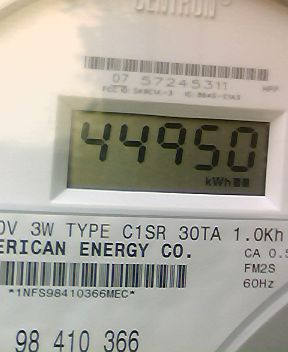 CENTRON
07 57245311
44950
kWh
0V 3W TYPE C1SR 30TA 1.0Kh
ERICAN ENERGY CO.
CA 0.5
FM2S
60Hz
*1NFS98410366MEC*
98 410 366